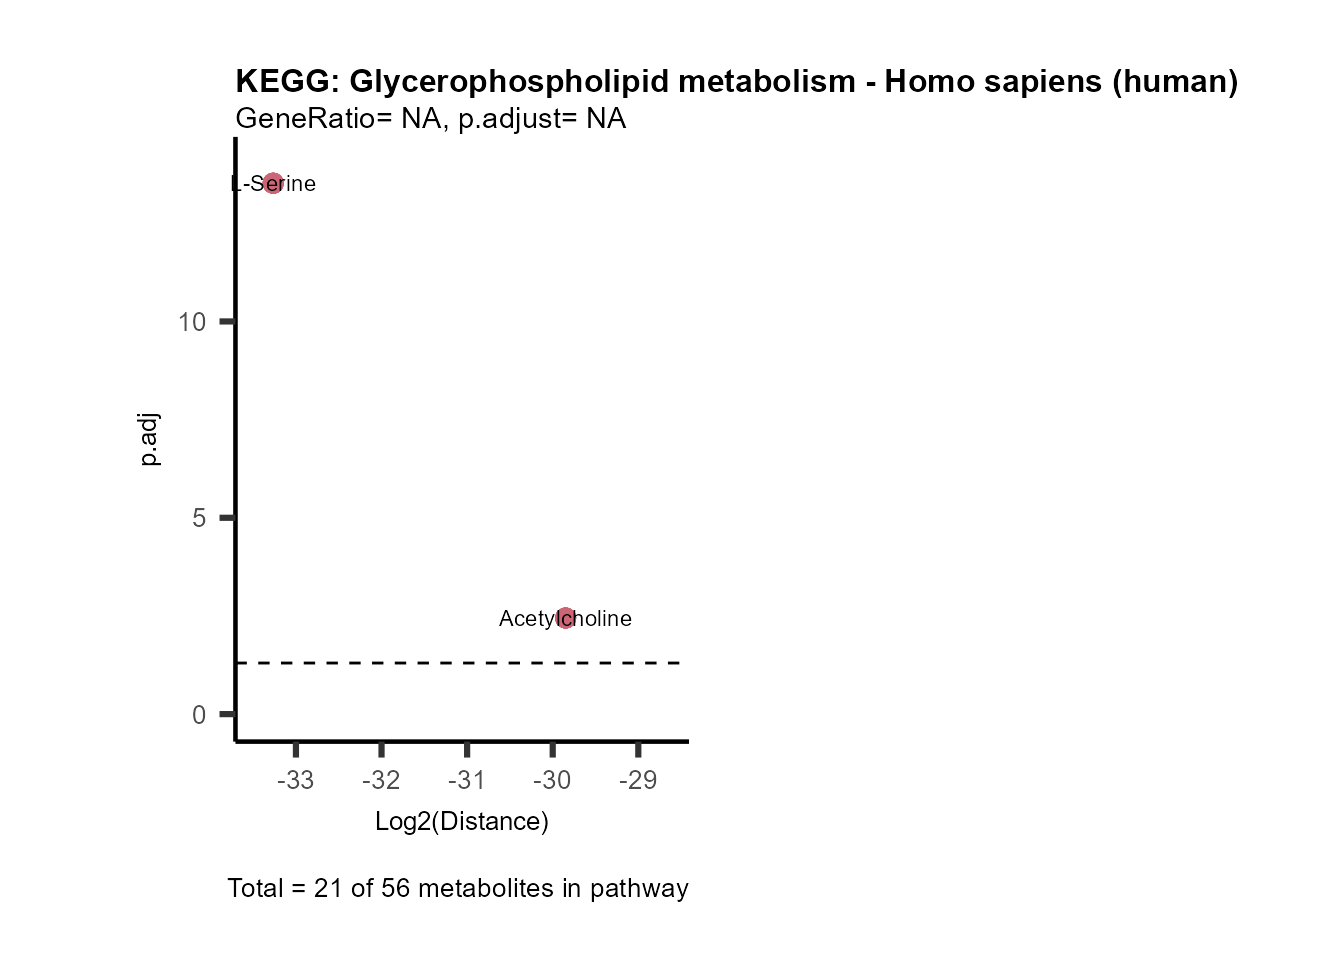 KEGG: Glycerophospholipid metabolism - Homo sapiens (human)
GeneRatio= NA, p.adjust= NA
L-Serine
10
p.adj
5
Acetylcholine
0
-33 -32 -31 -30 -29
Log2(Distance)
Total = 21 of 56 metabolites in pathway